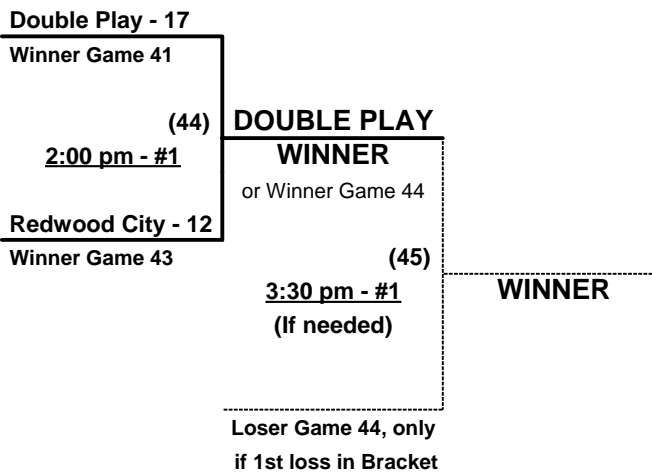 Double Play - 17
Winner Game 41
(44)
2:00 pm - #1
Redwood City - 12
Winner Game 43
DOUBLE PLAY
WINNER
or Winner Game 44
(45)
3:30 pm - #1
(If needed)
Loser Game 44, only
if 1st loss in Bracket
WINNER